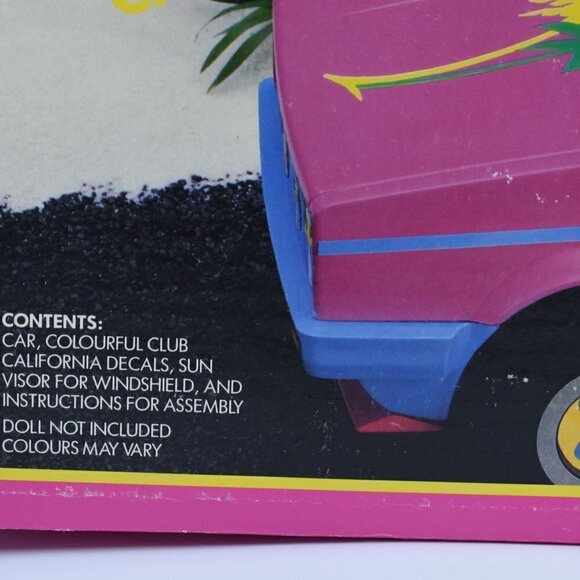 CONTENTS:
CAR, COLOURFUL CLUB
CALIFORNIA DECALS, SUN
VISOR FOR WINDSHIELD, AND
INSTRUCTIONS FOR ASSEMBLY
DOLL NOT INCLUDED
COLOURS MAY VARY